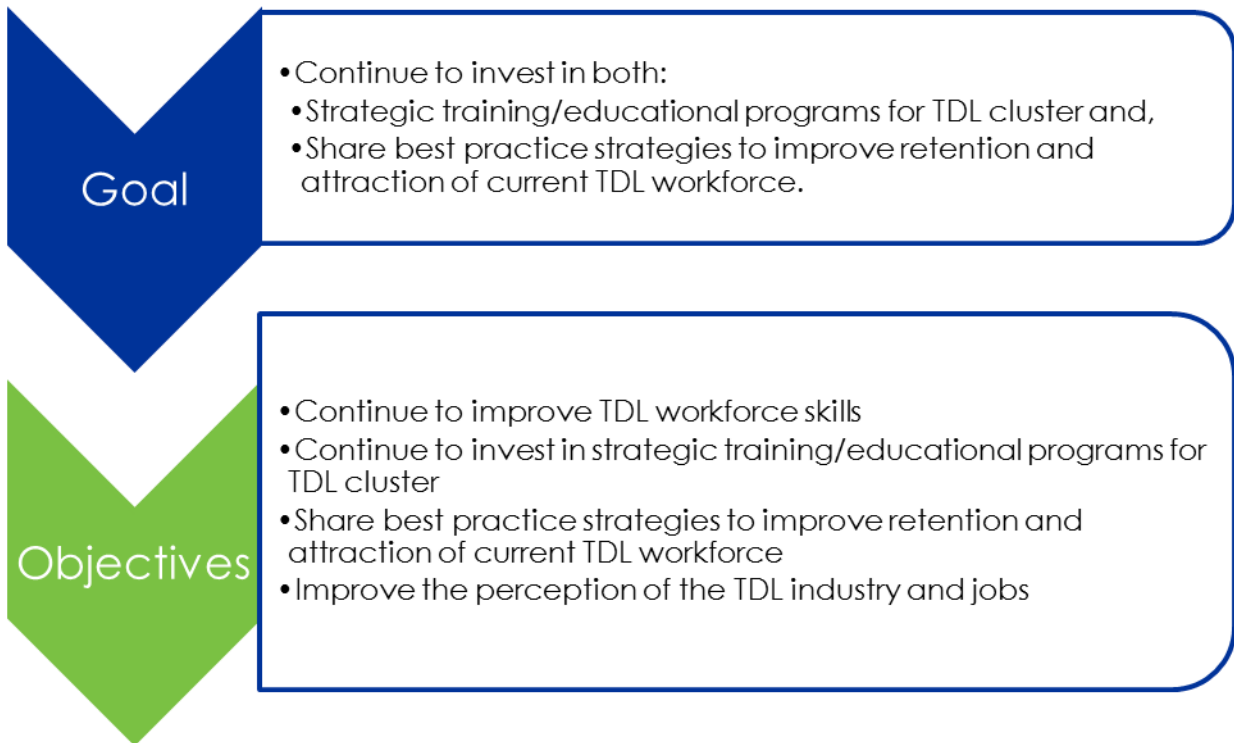 Goal
•Continue to invest in both:
•Strategic training/educational programs for TDL cluster and,
•Share best practice strategies to improve retention and
attraction of current TDL workforce.
Objectives
•Continue to improve TDL workforce skills
•Continue to invest in strategic training/educational programs for
TDL cluster
•Share best practice strategies to improve retention and
attraction of current TDL workforce
•Improve the perception of the TDL industry and jobs